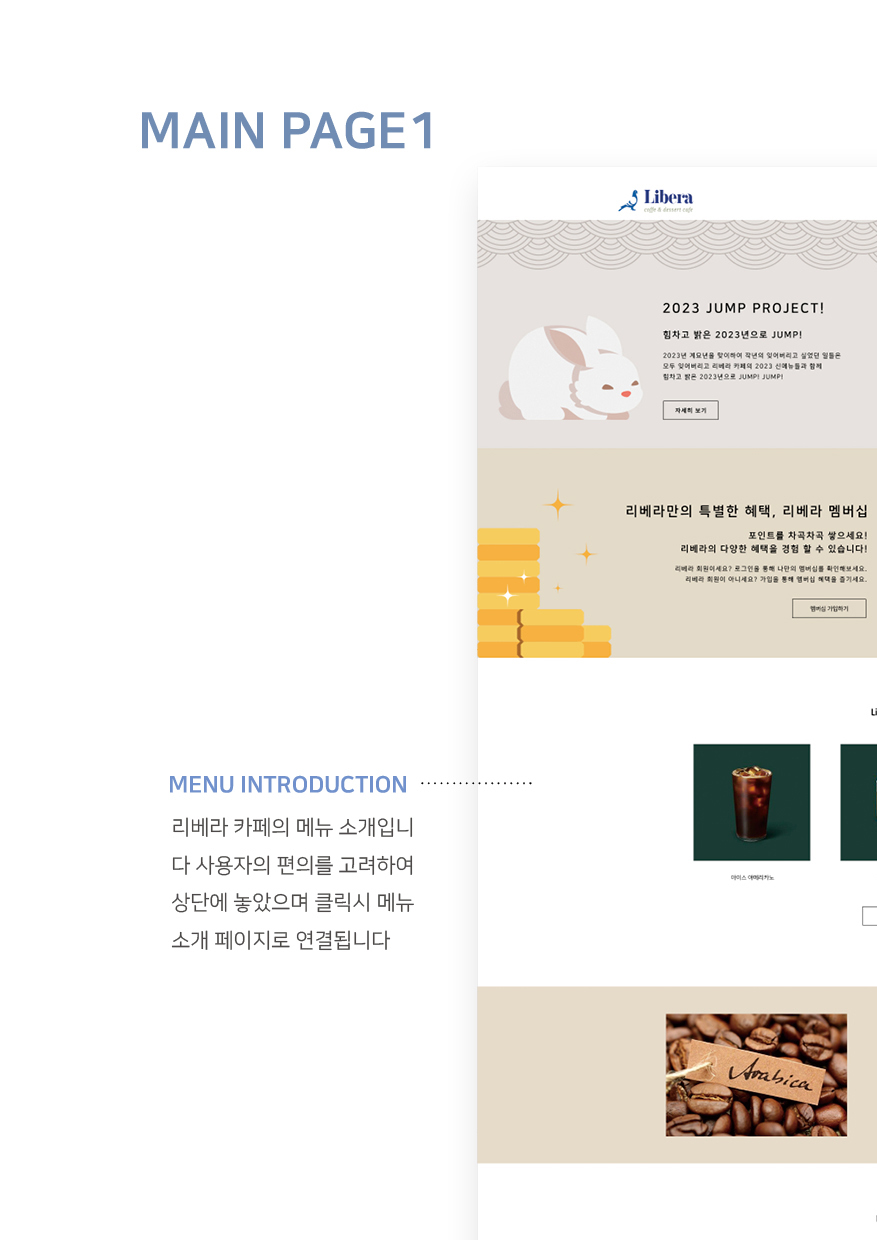 MAIN PAGE1
Libera
coffe & dessert cafe
2023 JUMP PROJECT!
힘차고 밝은 2023년으로 JUMP!
2023년 계묘년을 맞이하여 작년의 잊어버리고 싶었던 일들은
모두 잊어버리고 리베라 카페의 2023 신메뉴들과 함께
힘차고 밝은 2023년으로 JUMP! JUMP!
자세히 보기
리베라만의 특별한 혜택, 리베라 멤버십
포인트를 차곡차곡 쌓으세요!
리베라의 다양한 혜택을 경험 할 수 있습니다!
리베라 회원이세요? 로그인을 통해 나만의 멤버십를 확인해보세요.
리베라 회원이 아니세요? 가입을 통해 멤버십 혜택을 즐기세요.
멤버십 가입하기
Li
MENU INTRODUCTION
리베라 카페의 메뉴 소개입니
다 사용자의 편의를 고려하여
상단에 놓았으며 클릭시 메뉴
소개 페이지로 연결됩니다
아이스 아메리카노
Arabica